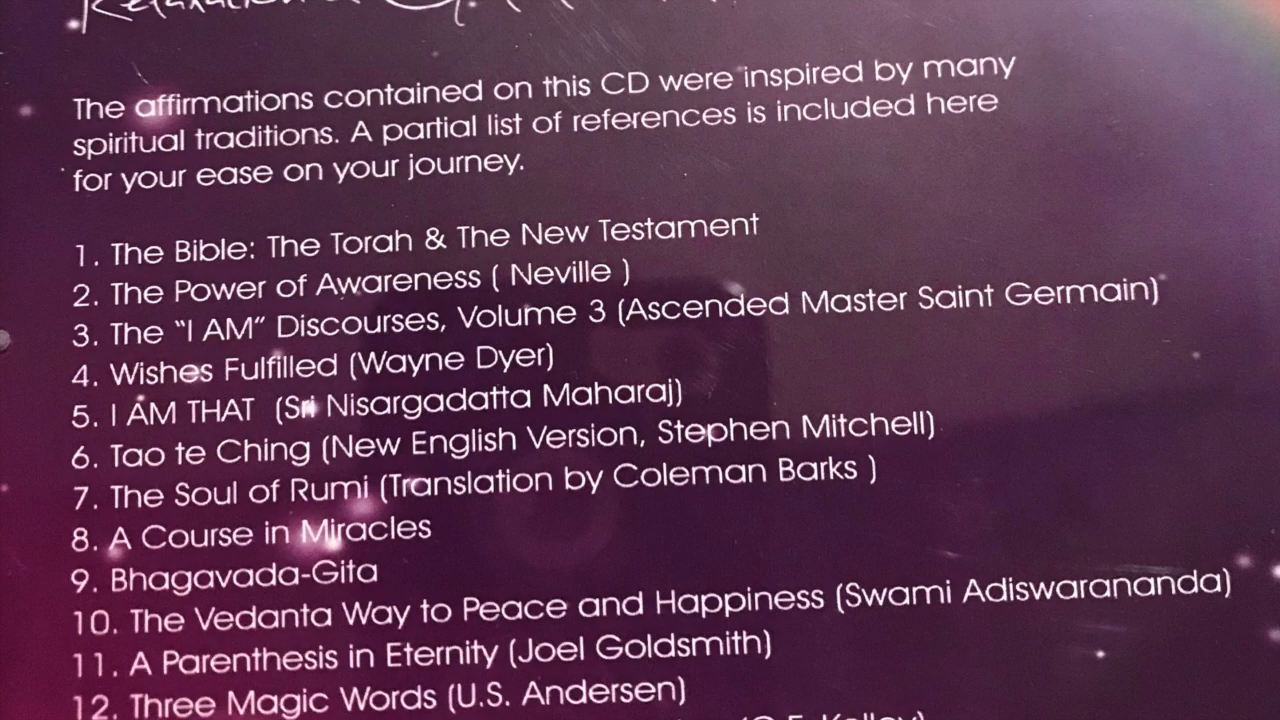 The affirmations contained on this CD were inspired by many
spiritual traditions. A partial list of references is included here
for your ease on your journey.
1. The Bible: The Torah & The New Testament
2. The Power of Awareness ( Neville )
3. The "I AM" Discourses, Volume 3 (Ascended Master Saint Germain)
4. Wishes Fulfilled (Wayne Dyer)
5. I AM THAT (Sri Nisargadatta Maharaj)
6. Tao te Ching (New English Version, Stephen Mitchell)
7. The Soul of Rumi (Translation by Coleman Barks )
8. A Course in Miracles
9. Bhagavada-Gita
10. The Vedanta Way to Peace and Happiness (Swami Adiswarananda)
11. A Parenthesis in Eternity (Joel Goldsmith)
12. Three Magic Words (U.S. Andersen)